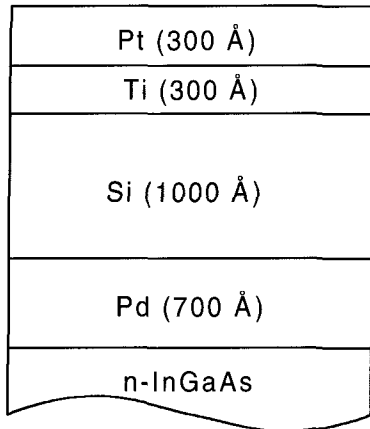 Pt (300 Å)
Ti (300 Å)
Si (1000 Å)
Pd (700 Å)
n-InGaAs